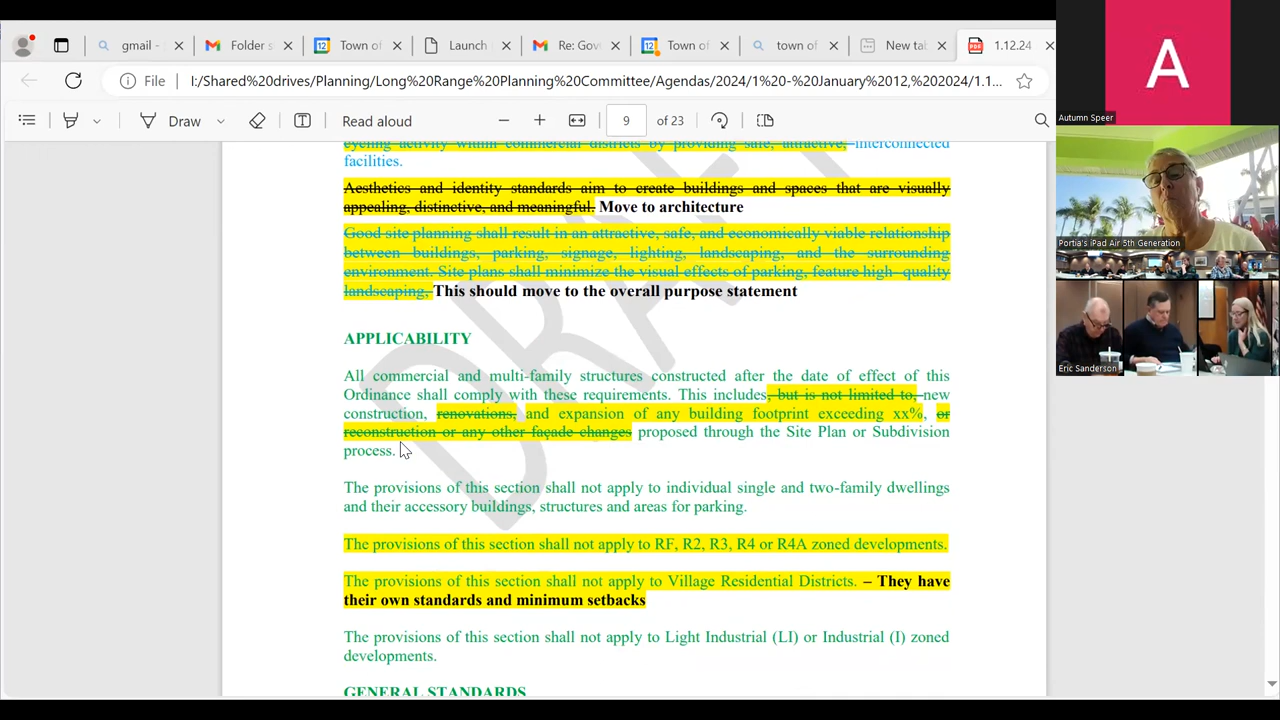 gmail -
Folder s
Town of
Launch
Re: Gov
Town of
town of
New tab
1.12.24
File
I:/Shared%20drives/Planning/Long%20Range%20Planning%20Committee/Agendas/2024/1%20-%20January%2012,%202024/1.1...
Draw
Read aloud
9
of 23
cycling activity within commercial districts by providing safe, attractive, interconnected
facilities.
Aesthetics and identity standards aim to create buildings and spaces that are visually
appealing, distinctive, and meaningful. Move to architecture
Good site planning shall result in an attractive, safe, and economically viable relationship
between buildings, parking, signage, lighting, landscaping, and the surrounding
environment. Site plans shall minimize the visual effects of parking, feature high- quality
landscaping, This should move to the overall purpose statement
APPLICABILITY
All commercial and multi-family structures constructed after the date of effect of this
Ordinance shall comply with these requirements. This includes, but is not limited to, new
construction, renovations, and expansion of any building footprint exceeding xx%, or
reconstruction or any other façade changes proposed through the Site Plan or Subdivision
process.
The provisions of this section shall not apply to individual single and two-family dwellings
and their accessory buildings, structures and areas for parking.
The provisions of this section shall not apply to RF, R2, R3, R4 or R4A zoned developments.
The provisions of this section shall not apply to Village Residential Districts. – They have
their own standards and minimum setbacks
The provisions of this section shall not apply to Light Industrial (LI) or Industrial (I) zoned
developments.
GENERAL STANDARDS
DRAFT
A
Autumn Speer
Portia's iPad Air 5th Generation
Eric Sanderson